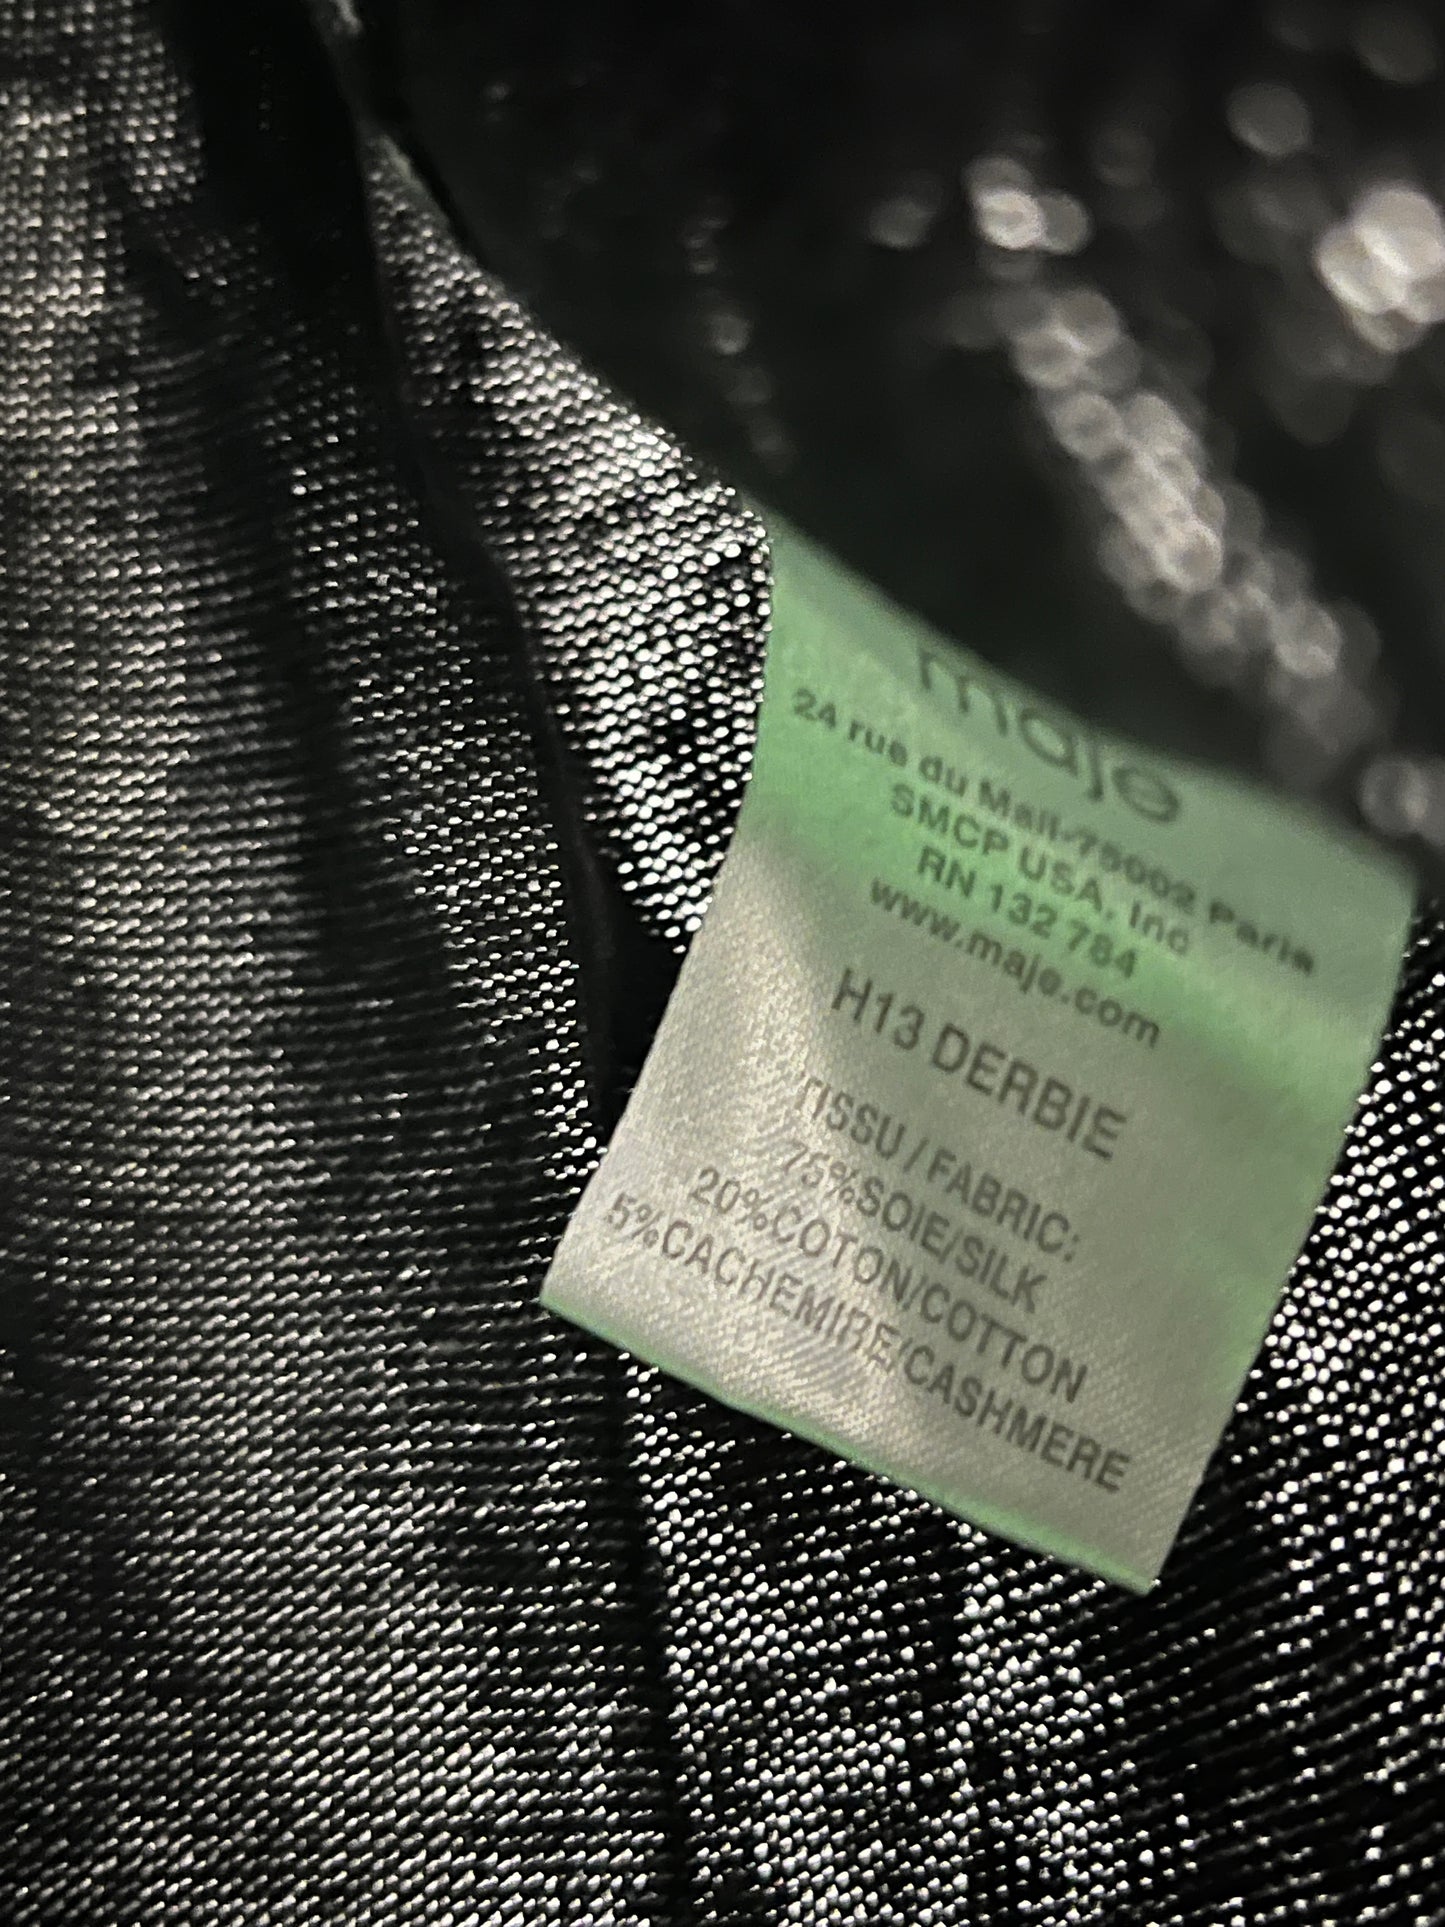 maje
24 rue du Mail-75002 Paris
SMCP USA, Inc
RN 132 784
www.maje.com
H13 DERBIE
TISSU / FABRIC:
75%SOIE/SILK
20%COTON/COTTON
5%CACHEMIRE/CASHMERE